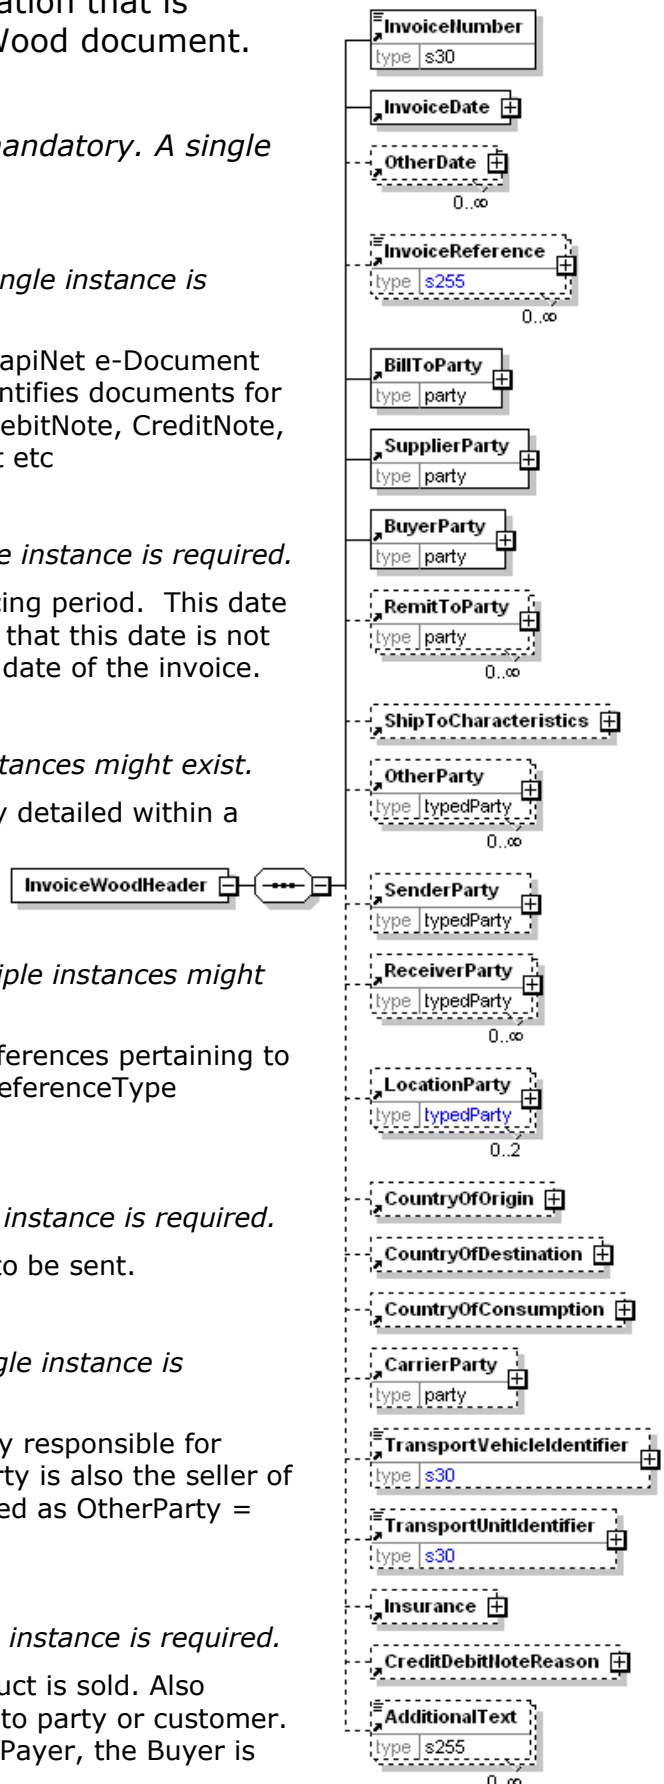 ation that is
Wood document.
mandatory. A single
ngle instance is
apiNet e-Document
ntifies documents for
ebitNote, CreditNote,
t etc
e instance is required.
cing period.  This date
that this date is not
date of the invoice.
tances might exist.
y detailed within a
iple instances might
ferences pertaining to
eferenceType
instance is required.
to be sent.
gle instance is
y responsible for
rty is also the seller of
ed as OtherParty =
instance is required.
uct is sold. Also
to party or customer.
Payer, the Buyer is
InvoiceWoodHeader
InvoiceNumber
type s30
InvoiceDate
OtherDate
0..∞
InvoiceReference
type s255
0..∞
BillToParty
type party
SupplierParty
type party
BuyerParty
type party
RemitToParty
type party
0..∞
ShipToCharacteristics
OtherParty
type typedParty
0..∞
SenderParty
type typedParty
ReceiverParty
type typedParty
0..∞
LocationParty
type typedParty
0..2
CountryOfOrigin
CountryOfDestination
CountryOfConsumption
CarrierParty
type party
TransportVehicleIdentifier
type s30
TransportUnitIdentifier
type s30
Insurance
CreditDebitNoteReason
AdditionalText
type s255
0..∞